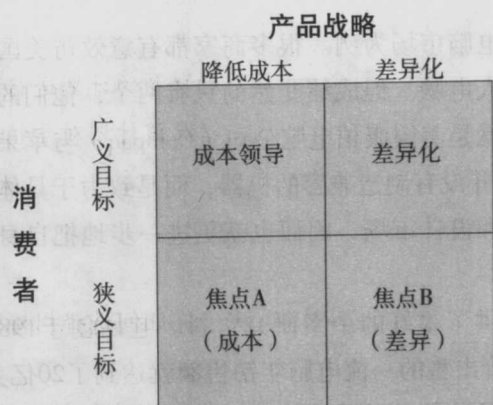 产品战略
降低成本 差异化
消费者
广义目标
成本领导 差异化
狭义目标
焦点A 焦点B
（成本） （差异）